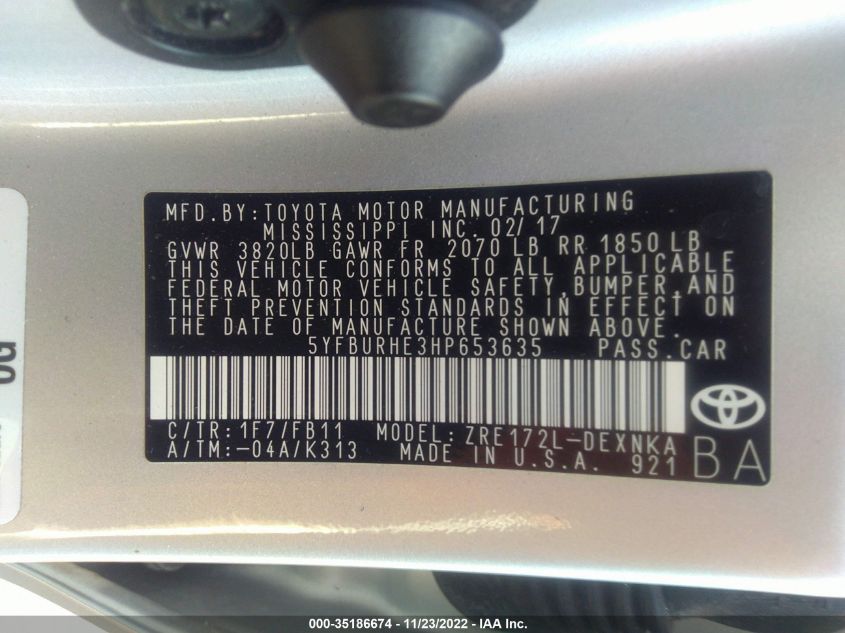 MFD.BY:TOYOTA MOTOR MANUFACTURING
MISSISSIPPI INC. 02/17
GVWR 3820LB GAWR FR 2070 LB RR 1850 LB
THIS VEHICLE CONFORMS TO ALL APPLICABLE
FEDERAL MOTOR VEHICLE SAFETY,BUMPER,AND
THEFT PREVENTION STANDARDS IN EFFECT ON
THE DATE OF MANUFACTURE SHOWN ABOVE.
5YFBURHE3HP653635 PASS.CAR
C/TR:1F7/FB11 MODEL:ZRE172L-DEXNKA
A/TM:-04A/K313 MADE IN U.S.A. 921
BA
000-35186674 - 11/23/2022 - IAA Inc.